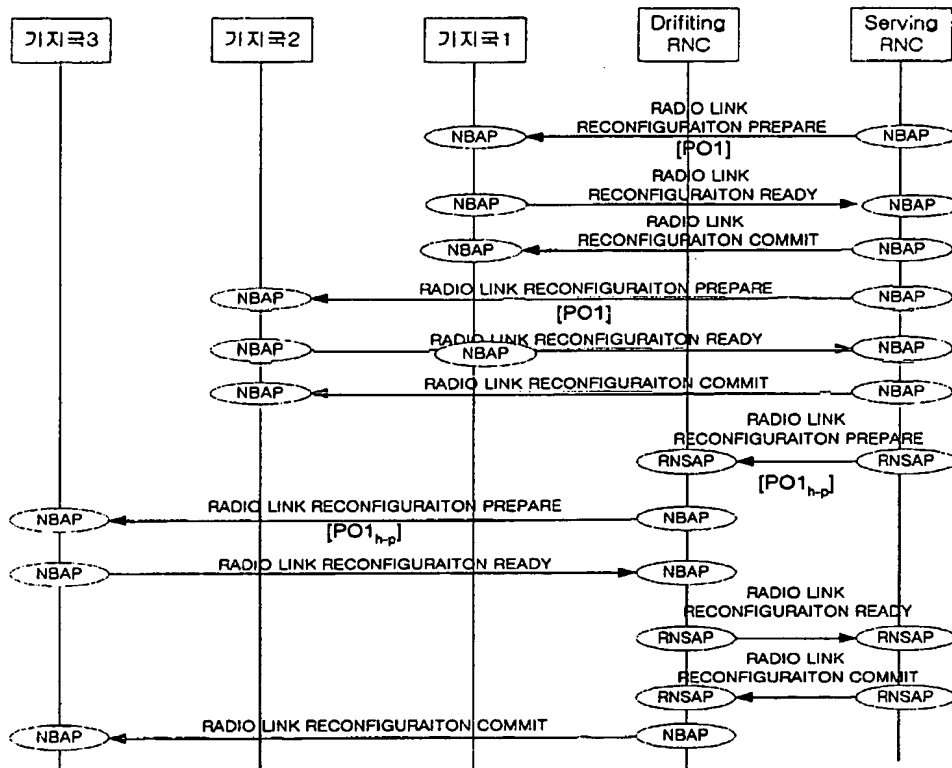 기지국3
기지국2
기지국1
Drifiting
RNC
Serving
RNC
RADIO LINK
RECONFIGURAITON PREPARE
NBAP
NBAP
[PO1]
RADIO LINK
RECONFIGURAITON READY
NBAP
NBAP
RADIO LINK
RECONFIGURAITON COMMIT
NBAP
NBAP
NBAP
RADIO LINK RECONFIGURAITON PREPARE
NBAP
[PO1]
NBAP
RADIO LINK RECONFIGURAITON READY
NBAP
NBAP
NBAP
RADIO LINK RECONFIGURAITON COMMIT
NBAP
RADIO LINK
RECONFIGURAITON PREPARE
RNSAP
RNSAP
[PO1h-p]
NBAP
RADIO LINK RECONFIGURAITON PREPARE
NBAP
[PO1h-p]
NBAP
RADIO LINK RECONFIGURAITON READY
NBAP
RADIO LINK
RECONFIGURAITON READY
RNSAP
RNSAP
RADIO LINK
RECONFIGURAITON COMMIT
RNSAP
RNSAP
NBAP
RADIO LINK RECONFIGURAITON COMMIT
NBAP